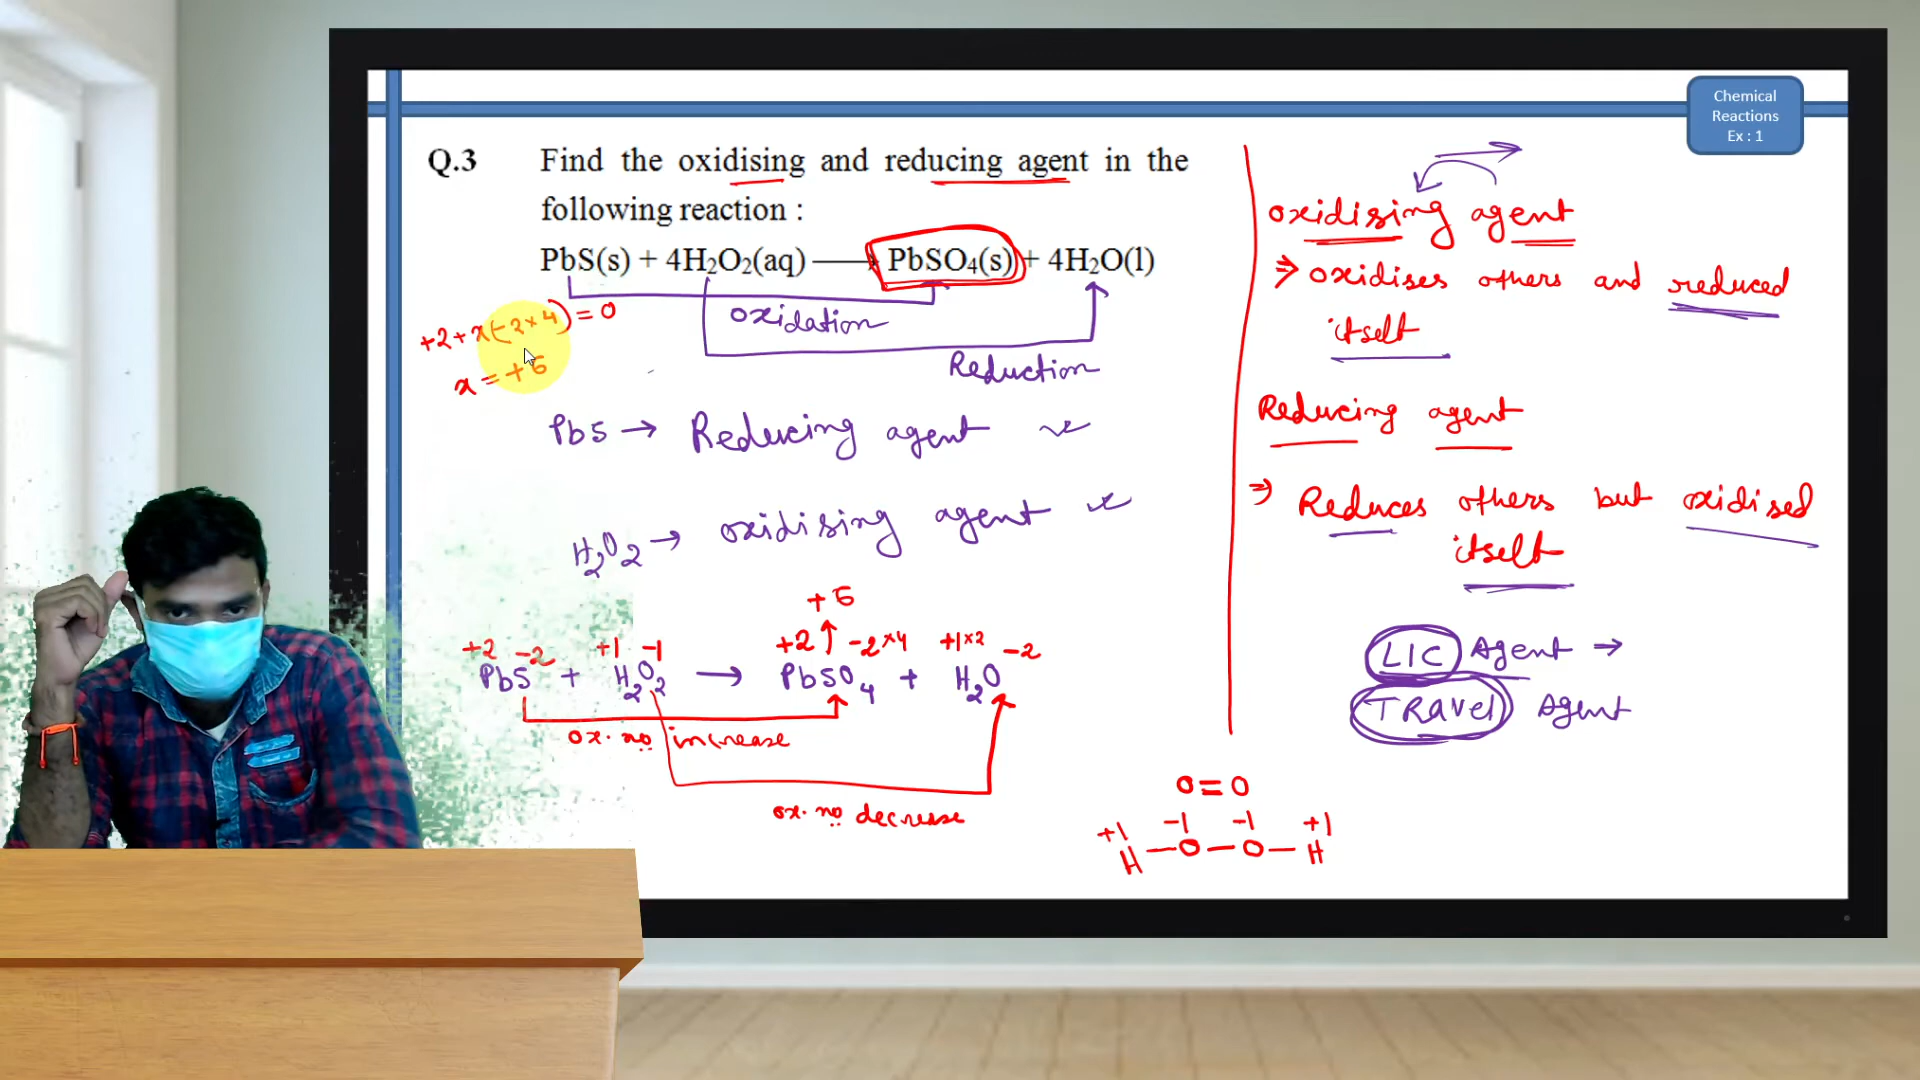 Chemical
Reactions
Ex : 1
Q.3 Find the oxidising and reducing agent in the
following reaction :
PbS(s) + 4H₂O₂(aq) ⟶ PbSO₄(s) + 4H₂O(l)
oxidation
Reduction
+2+x(-2×4)=0
x=+6
PbS → Reducing agent
H₂O₂ → oxidising agent
+6
+2 -2 +1 -1 +2 -2×4 +1×2 -2
PbS + H₂O₂ → PbSO₄ + H₂O
ox. no increase
ox. no decrease
oxidising agent
⇒ oxidises others and reduced
itself
Reducing agent
⇒ Reduces others but oxidised
itself
LIC Agent →
TRAVEL Agent
O=O
+1 -1 -1 +1
H-O-O-H